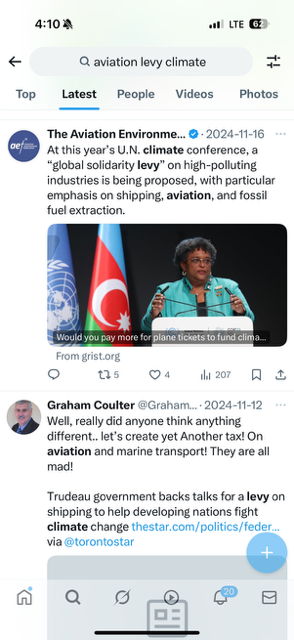 4:10
LTE 62
aviation levy climate
Top Latest People Videos Photos
aef
The Aviation Environme... · 2024-11-16 ...
At this year's U.N. climate conference, a
"global solidarity levy" on high-polluting
industries is being proposed, with particular
emphasis on shipping, aviation, and fossil
fuel extraction.
Would you pay more for plane tickets to fund clima...
From grist.org
5 4 207
Graham Coulter @Graham... · 2024-11-12 ...
Well, really did anyone think anything
different.. let's create yet Another tax! On
aviation and marine transport! They are all
mad!
Trudeau government backs talks for a levy on
shipping to help developing nations fight
climate change thestar.com/politics/feder...
via @torontostar
20